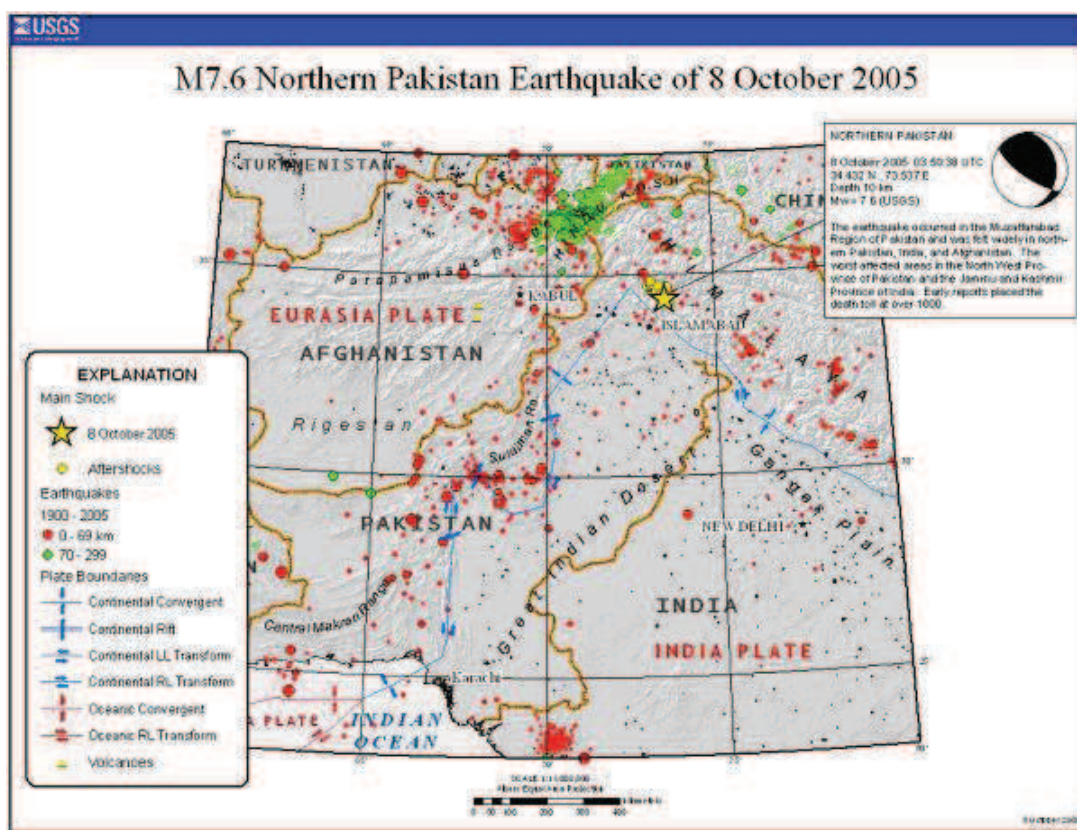 USGS
M7.6 Northern Pakistan Earthquake of 8 October 2005
NORTHERN PAKISTAN
8 October 2005 03:50:38 UTC
34.432 N 73.537 E
Depth 10 km
Mw= 7.6 (USGS)
The earthquake occurred in the Muzaffarabad
Region of Pakistan and was felt widely in north-
ern Pakistan, India, and Afghanistan. The
worst affected areas in the North West Pro-
vince of Pakistan and the Jammu and Kashmir
Province of India. Early reports placed the
death toll at over 1000.
TURKMENISTAN
HIMALAYA
KABUL
ISLAMABAD
EURASIA PLATE
AFGHANISTAN
Rigestan
Sulaiman Rn
PAKISTAN
Great Indian Desert
NEW DELHI
Ganges Plain
Central Makran Range
INDIA
INDIA PLATE
Karachi
PLATE
INDIAN
OCEAN
EXPLANATION
Main Shock
8 October 2005
Aftershocks
Earthquakes
1900 - 2005
0 - 69 km
70 - 299
Plate Boundaries
Continental Convergent
Continental Rift
Continental LL Transform
Continental RL Transform
Oceanic Convergent
Oceanic RL Transform
Volcanoes